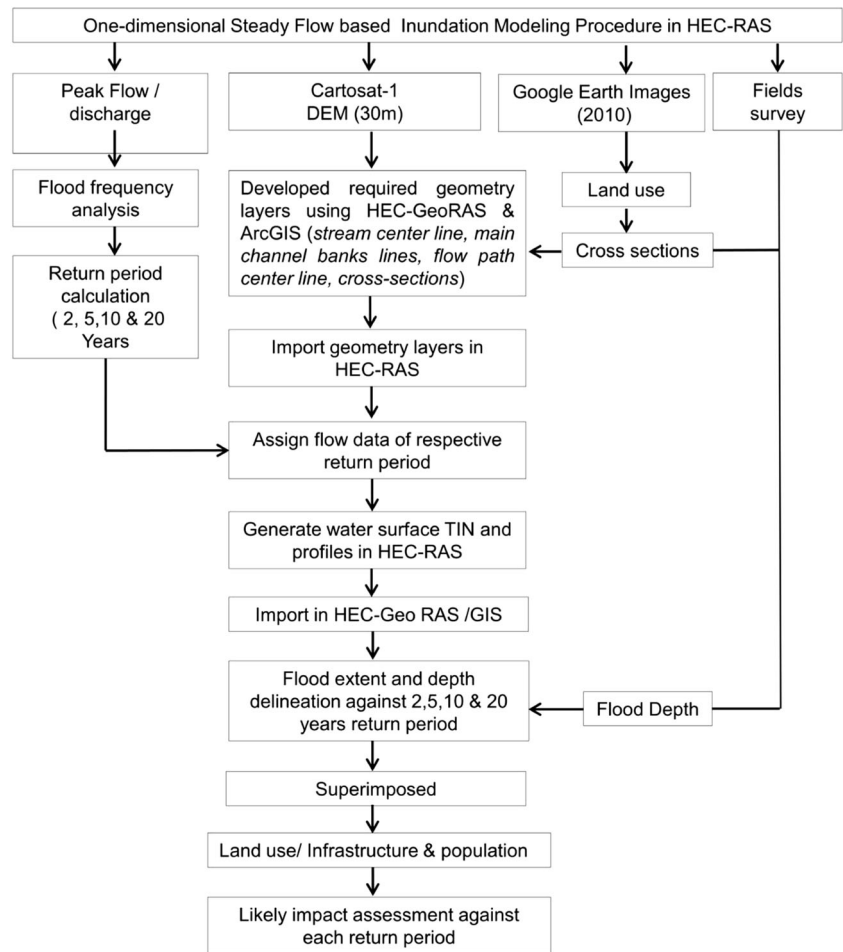 One-dimensional Steady Flow based Inundation Modeling Procedure in HEC-RAS
Peak Flow /
discharge
Cartosat-1
DEM (30m)
Google Earth Images
(2010)
Fields
survey
Flood frequency
analysis
Developed required geometry
layers using HEC-GeoRAS &
ArcGIS (stream center line, main
channel banks lines, flow path
center line, cross-sections)
Land use
Cross sections
Return period
calculation
( 2, 5,10 & 20
Years
Import geometry layers in
HEC-RAS
Assign flow data of respective
return period
Generate water surface TIN and
profiles in HEC-RAS
Import in HEC-Geo RAS /GIS
Flood extent and depth
delineation against 2,5,10 & 20
years return period
Flood Depth
Superimposed
Land use/ Infrastructure & population
Likely impact assessment against
each return period